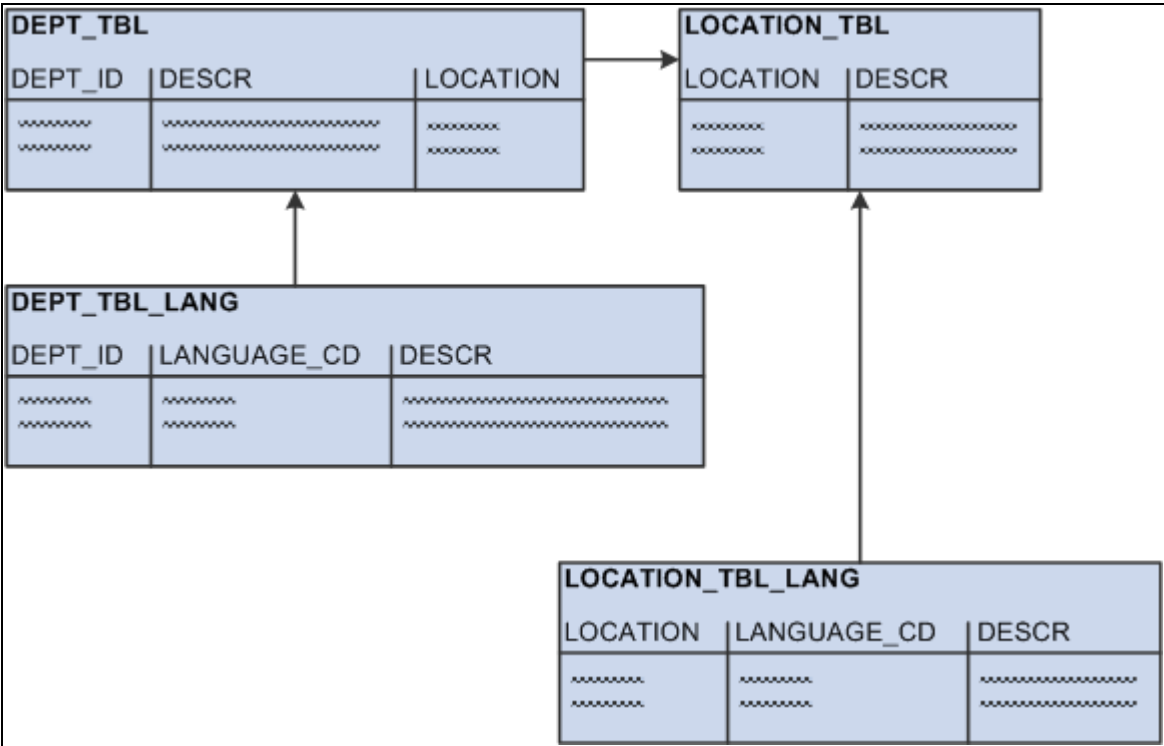 DEPT_TBL
DEPT_ID DESCR LOCATION
LOCATION_TBL
LOCATION DESCR
DEPT_TBL_LANG
DEPT_ID LANGUAGE_CD DESCR
LOCATION_TBL_LANG
LOCATION LANGUAGE_CD DESCR